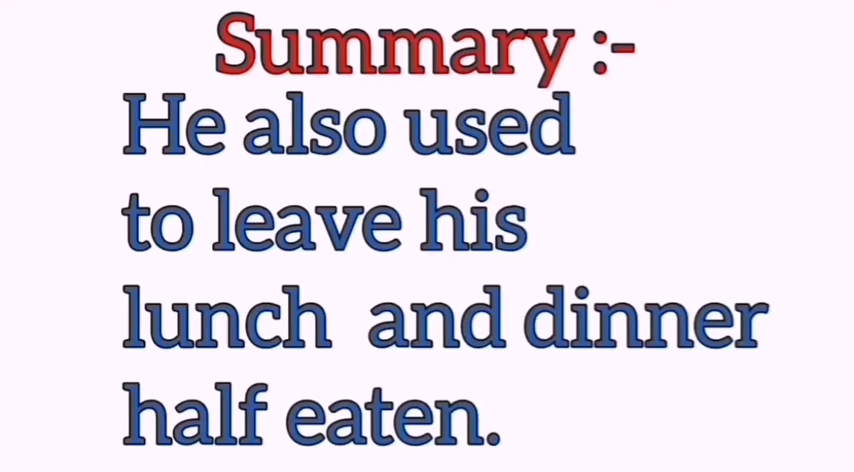 Summary :-
He also used
to leave his
lunch and dinner
half eaten.